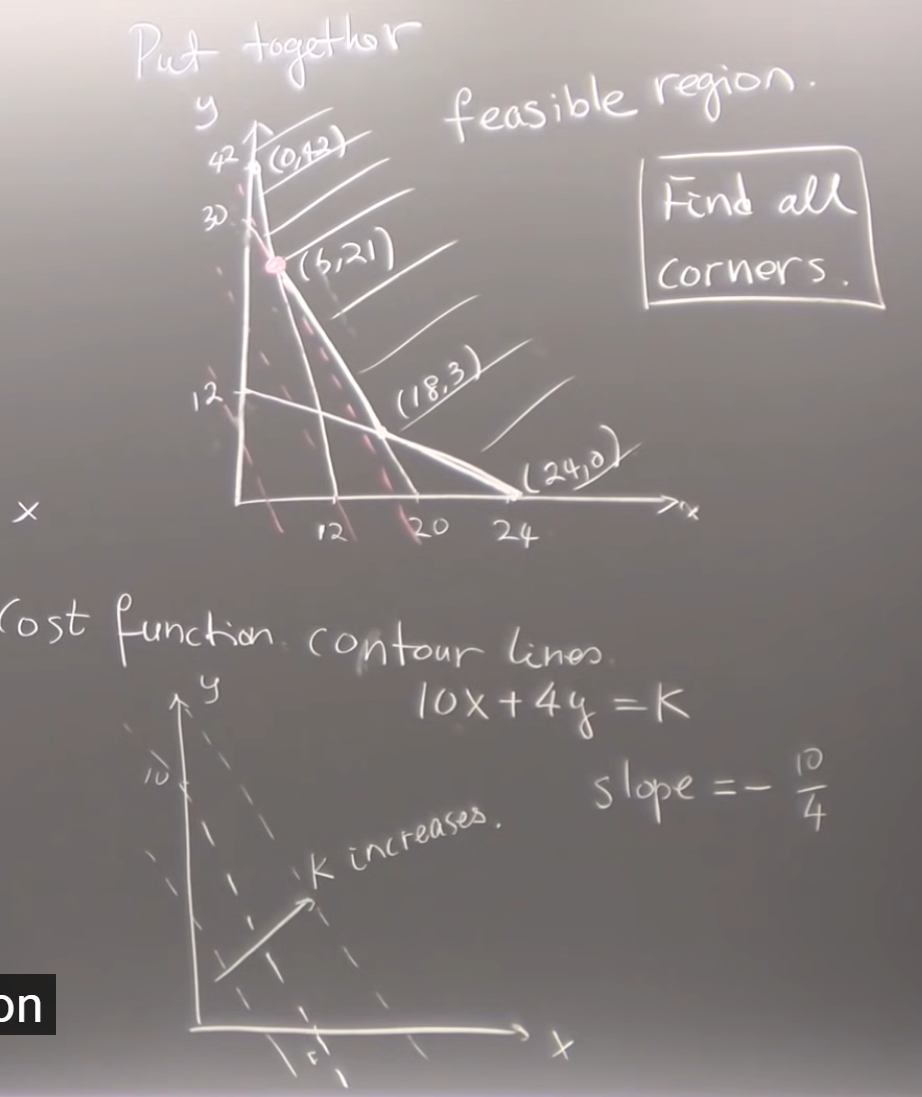 Put together
feasible region.
y
42
(0,42)
30
(6,21)
Find all
corners.
12
(18,3)
(24,0)
x
x
12
20
24
Cost function. contour lines.
y
10x+4y = K
10
slope = - 10/4
K increases.
x
on